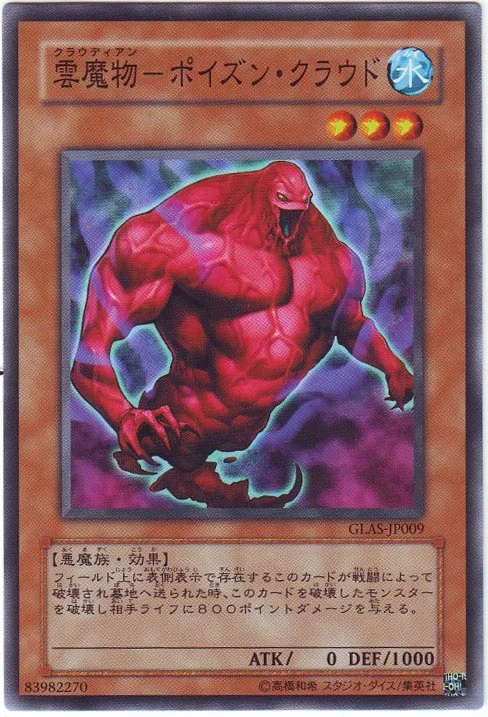 クラウディアン
雲魔物－ポイズン・クラウド
水
GLAS-JP009
【悪魔族・効果】
フィールド上に表側表示で存在するこのカードが戦闘によって
破壊され墓地へ送られた時、このカードを破壊したモンスター
を破壊し相手ライフに８００ポイントダメージを与える。
ATK/ 0 DEF/1000
83982270
©高橋和希 スタジオ・ダイス/集英社